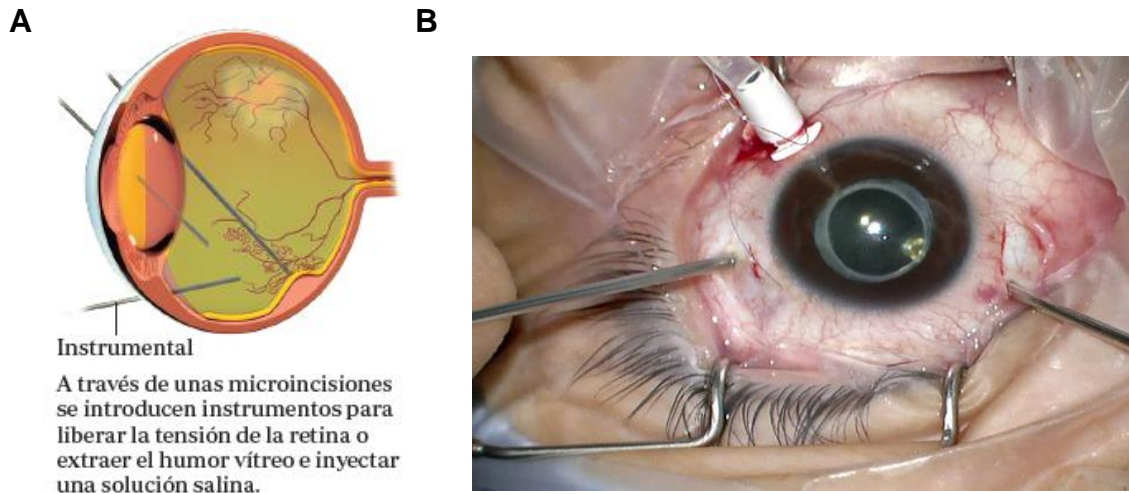 A
B
Instrumental
A través de unas microincisiones
se introducen instrumentos para
liberar la tensión de la retina o
extraer el humor vítreo e inyectar
una solución salina.